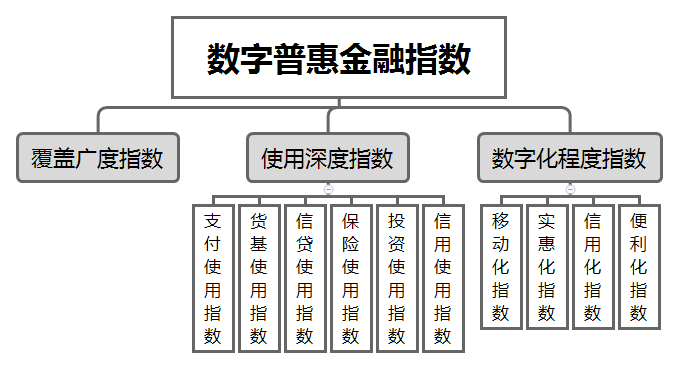 数字普惠金融指数
覆盖广度指数
使用深度指数
数字化程度指数
支付使用指数
货基使用指数
信贷使用指数
保险使用指数
投资使用指数
信用使用指数
移动化指数
实惠化指数
信用化指数
便利化指数